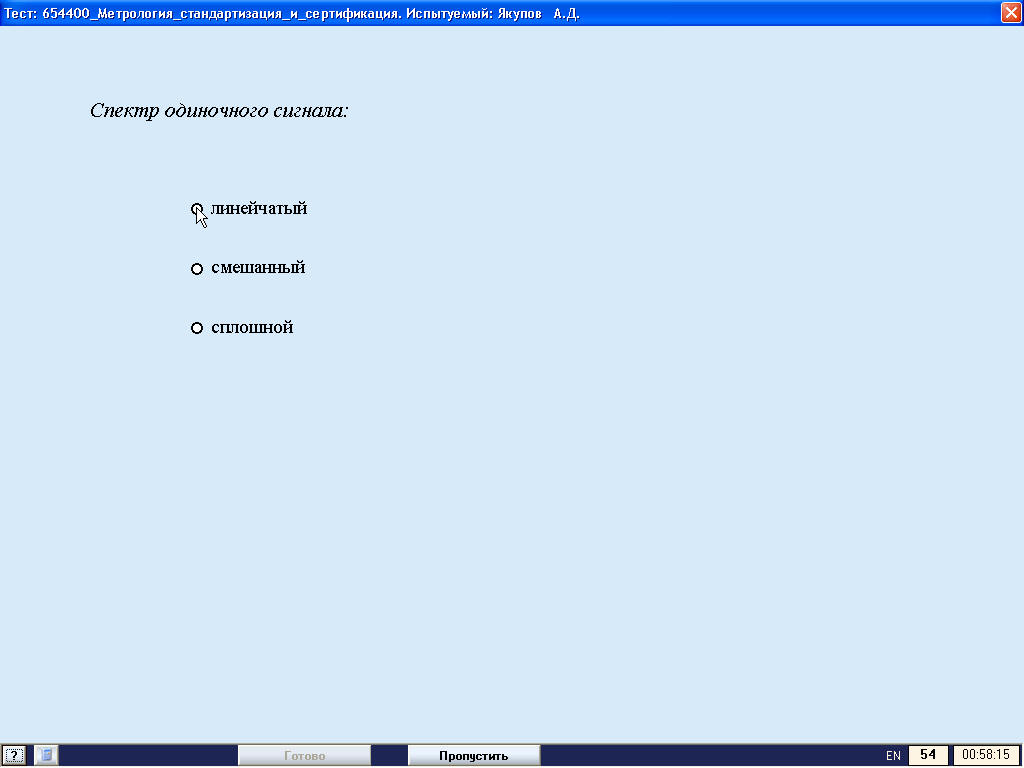 Тест: 654400_Метрология_стандартизация_и_сертификация. Испытуемый: Якупов А.Д.
Спектр одиночного сигнала:
линейчатый
смешанный
сплошной
? Готово Пропустить EN 54 00:58:15